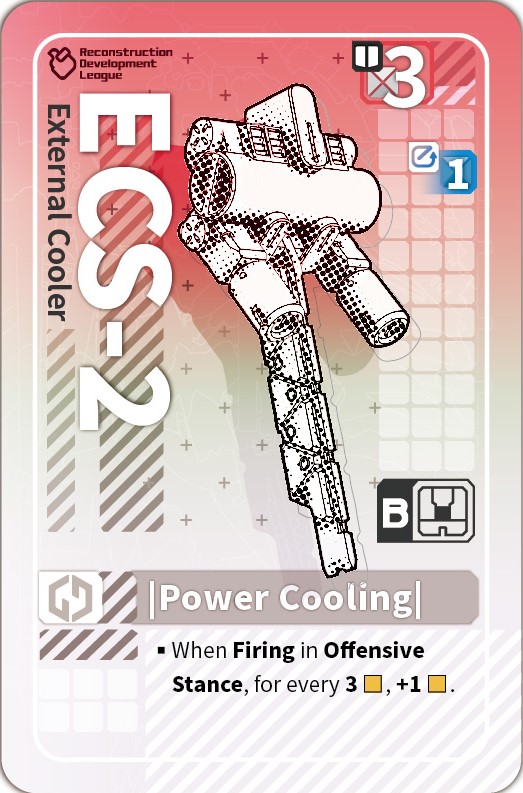 Reconstruction
Development
League
3
1
ECS-2
External Cooler
B
|Power Cooling|
▪ When Firing in Offensive
Stance, for every 3 , +1 .